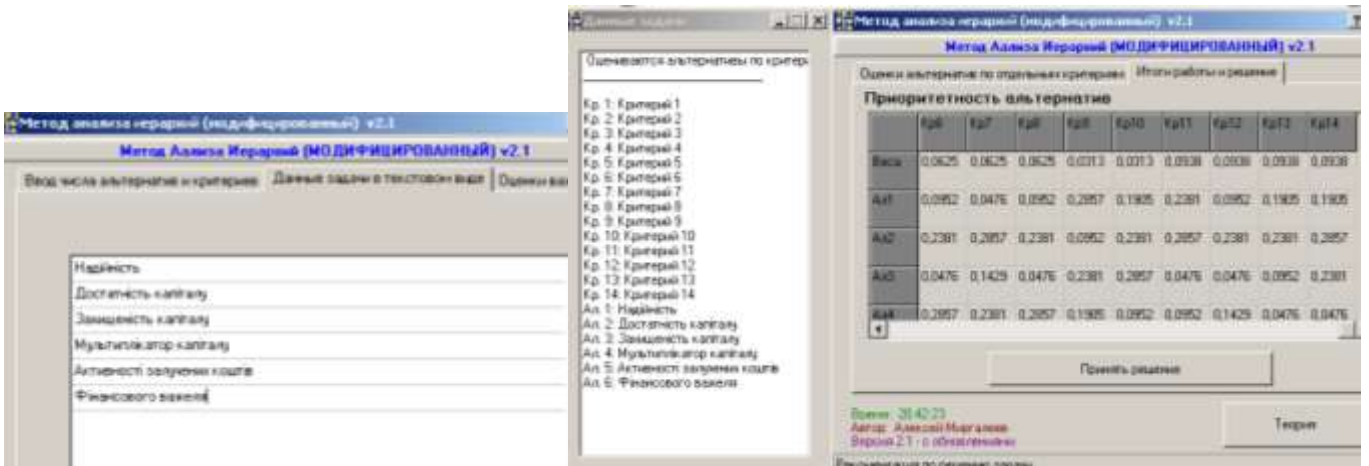 Метод анализа иерархий (модифицированный) v2.1
Метод Аализа Иерархий (МОДИФИЦИРОВАННЫЙ) v2.1
Ввод числа альтернатив и критериев
Данные задачи в текстовом виде
Оценки
Надійність
Достатність капіталу
Захищеність капіталу
Мультиплікатор капіталу
Активності залучених коштів
Фінансового важеля
Данные задачи
Оцениваются альтернативы по критер
Кр. 1: Критерий 1
Кр. 2: Критерий 2
Кр. 3: Критерий 3
Кр. 4: Критерий 4
Кр. 5: Критерий 5
Кр. 6: Критерий 6
Кр. 7: Критерий 7
Кр. 8: Критерий 8
Кр. 9: Критерий 9
Кр. 10: Критерий 10
Кр. 11: Критерий 11
Кр. 12: Критерий 12
Кр. 13: Критерий 13
Кр. 14: Критерий 14
Ал. 1: Надійність
Ал. 2: Достатність капіталу
Ал. 3: Захищеність капіталу
Ал. 4: Мультиплікатор капіталу
Ал. 5: Активності залучених коштів
Ал. 6: Фінансового важеля
Метод анализа иерархий (модифицированный) v2.1
Метод Аализа Иерархий (МОДИФИЦИРОВАННЫЙ) v2.1
Оценки альтернатив по отдельным критериям
Итоги работы и решение
Приоритетность альтернатив
Кр6 Кр7 Кр8 Кр9 Кр10 Кр11 Кр12 Кр13 Кр14
Веса 0,0625 0,0625 0,0625 0,0313 0,0313 0,0938 0,0938 0,0938 0,0938
Ал1 0,0952 0,0476 0,0952 0,2857 0,1905 0,2381 0,0952 0,1905 0,1905
Ал2 0,2381 0,2857 0,2381 0,0952 0,2381 0,2857 0,2381 0,2381 0,2857
Ал3 0,0476 0,1429 0,0476 0,2381 0,2857 0,0476 0,0476 0,0952 0,2381
Ал4 0,2857 0,2381 0,2857 0,1905 0,0952 0,0952 0,1429 0,0476 0,0476
Принять решение
Время: 20:42:23
Автор: Алексей
Версия 2.1 - с обновлениями
Теория